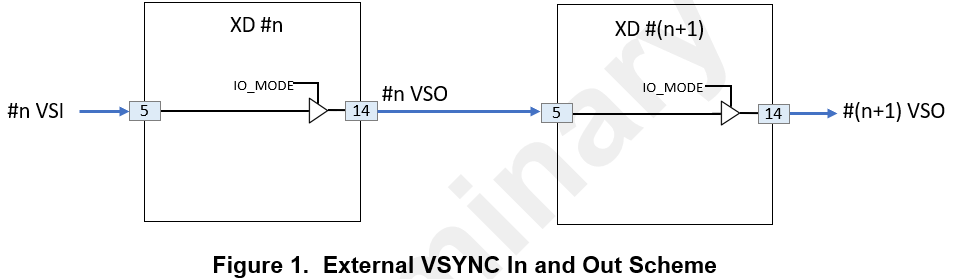 XD #n
XD #(n+1)
IO_MODE
IO_MODE
#n VSI
5
14
#n VSO
5
14
#(n+1) VSO
minary
Figure 1. External VSYNC In and Out Scheme